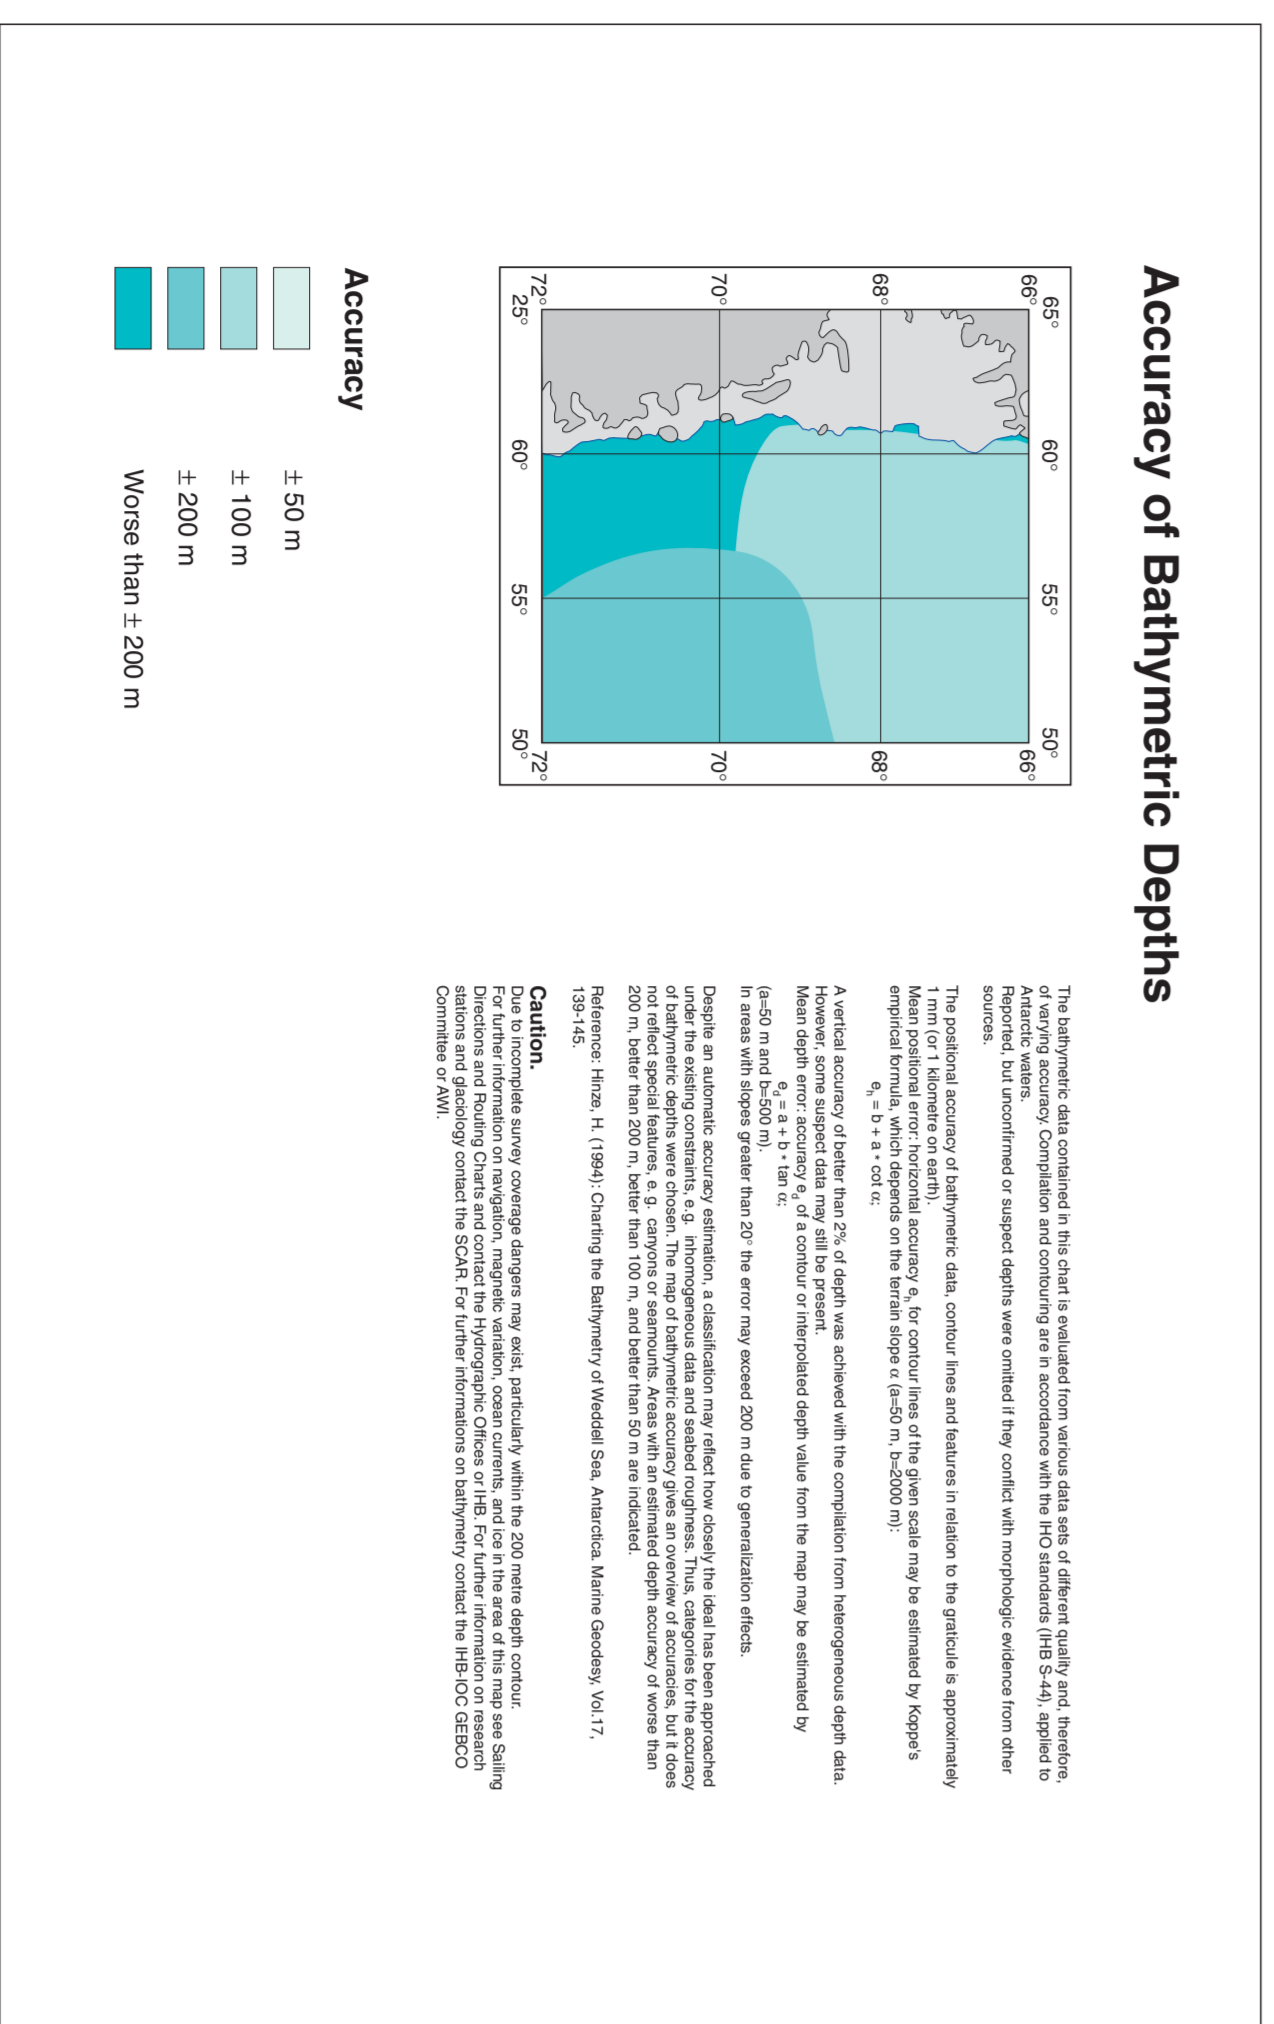 Accuracy of Bathymetric Depths
65° 60° 55° 50°
66° 66°
68° 68°
70° 70°
72° 72°
25° 60° 55° 50°
Accuracy
± 50 m
± 100 m
± 200 m
Worse than ± 200 m
The bathymetric data contained in this chart is evaluated from various data sets of different quality and, therefore,
of varying accuracy. Compilation and contouring are in accordance with the IHO standards (IHB S-44), applied to
Antarctic waters.
Reported, but unconfirmed or suspect depths were omitted if they conflict with morphologic evidence from other
sources.
The positional accuracy of bathymetric data, contour lines and features in relation to the graticule is approximately
1 mm (or 1 kilometre on earth).
Mean positional error: horizontal accuracy eh for contour lines of the given scale may be estimated by Koppe's
empirical formula, which depends on the terrain slope α (a=50 m, b=2000 m):
eh = b + a * cot α;
A vertical accuracy of better than 2% of depth was achieved with the compilation from heterogeneous depth data.
However, some suspect data may still be present.
Mean depth error: accuracy ed of a contour or interpolated depth value from the map may be estimated by
ed = a + b * tan α;
(a=50 m and b=500 m).
In areas with slopes greater than 20° the error may exceed 200 m due to generalization effects.
Despite an automatic accuracy estimation, a classification may reflect how closely the ideal has been approached
under the existing constraints, e.g. inhomogeneous data and seabed roughness. Thus, categories for the accuracy
of bathymetric depths were chosen. The map of bathymetric accuracy gives an overview of accuracies, but it does
not reflect special features, e. g. canyons or seamounts. Areas with an estimated depth accuracy of worse than
200 m, better than 200 m, better than 100 m, and better than 50 m are indicated.
Reference: Hinze, H. (1994): Charting the Bathymetry of Weddell Sea, Antarctica. Marine Geodesy, Vol.17,
139-145.
Caution.
Due to incomplete survey coverage dangers may exist, particularly within the 200 metre depth contour.
For further information on navigation, magnetic variation, ocean currents, and ice in the area of this map see Sailing
Directions and Routing Charts and contact the Hydrographic Offices or IHB. For further information on research
stations and glaciology contact the SCAR. For further informations on bathymetry contact the IHB-IOC GEBCO
Committee or AWI.